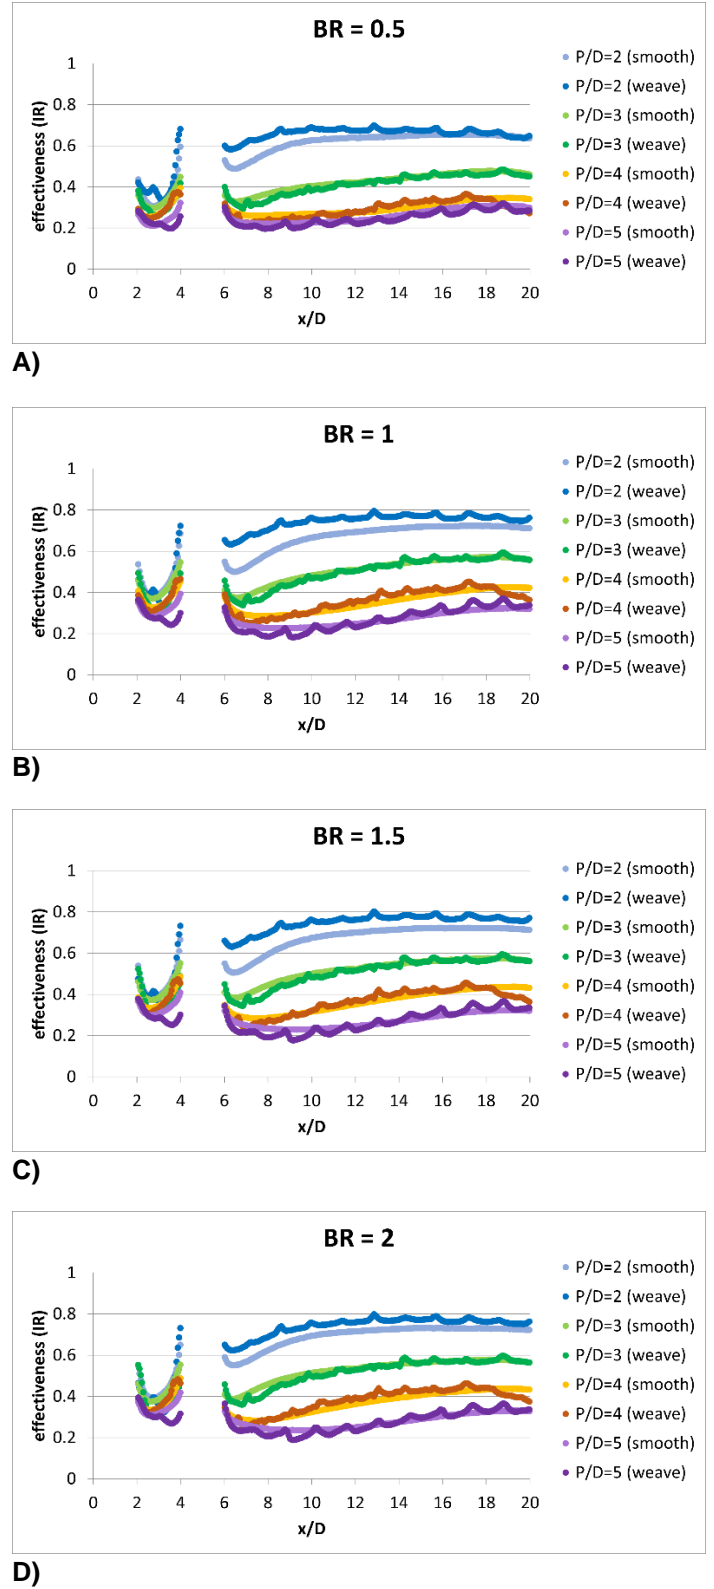 BR = 0.5
effectiveness (IR)
1
0.8
0.6
0.4
0.2
0
0 2 4 6 8 10 12 14 16 18 20
x/D
P/D=2 (smooth)
P/D=2 (weave)
P/D=3 (smooth)
P/D=3 (weave)
P/D=4 (smooth)
P/D=4 (weave)
P/D=5 (smooth)
P/D=5 (weave)
A)
BR = 1
effectiveness (IR)
1
0.8
0.6
0.4
0.2
0
0 2 4 6 8 10 12 14 16 18 20
x/D
P/D=2 (smooth)
P/D=2 (weave)
P/D=3 (smooth)
P/D=3 (weave)
P/D=4 (smooth)
P/D=4 (weave)
P/D=5 (smooth)
P/D=5 (weave)
B)
BR = 1.5
effectiveness (IR)
1
0.8
0.6
0.4
0.2
0
0 2 4 6 8 10 12 14 16 18 20
x/D
P/D=2 (smooth)
P/D=2 (weave)
P/D=3 (smooth)
P/D=3 (weave)
P/D=4 (smooth)
P/D=4 (weave)
P/D=5 (smooth)
P/D=5 (weave)
C)
BR = 2
effectiveness (IR)
1
0.8
0.6
0.4
0.2
0
0 2 4 6 8 10 12 14 16 18 20
x/D
P/D=2 (smooth)
P/D=2 (weave)
P/D=3 (smooth)
P/D=3 (weave)
P/D=4 (smooth)
P/D=4 (weave)
P/D=5 (smooth)
P/D=5 (weave)
D)